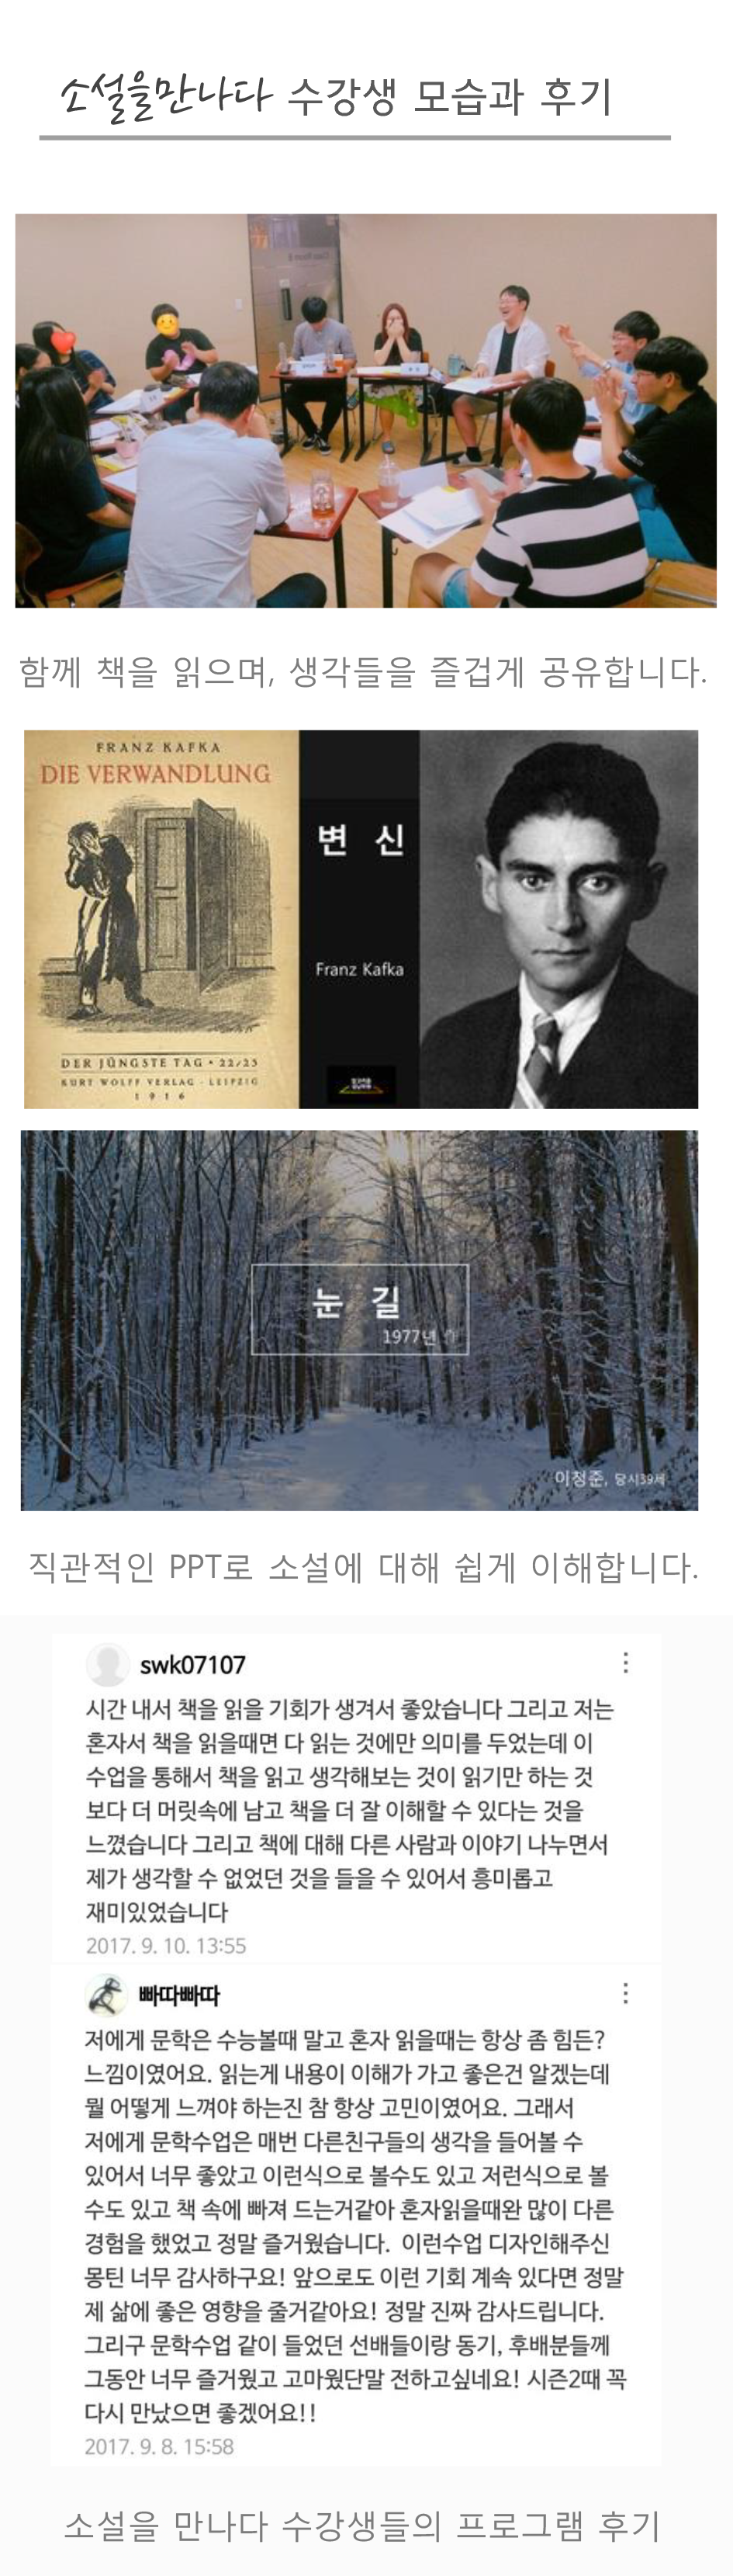 소설을만나다 수강생 모습과 후기
함께 책을 읽으며, 생각들을 즐겁게 공유합니다.
FRANZ KAFKA
DIE VERWANDLUNG
변 신
Franz Kafka
DER JÜNGSTE TAG • 22/23
KURT WOLFF VERLAG · LEIPZIG
1916
눈 길
1977년 作
이청준, 당시39세
직관적인 PPT로 소설에 대해 쉽게 이해합니다.
swk07107
시간 내서 책을 읽을 기회가 생겨서 좋았습니다 그리고 저는
혼자서 책을 읽을때면 다 읽는 것에만 의미를 두었는데 이
수업을 통해서 책을 읽고 생각해보는 것이 읽기만 하는 것
보다 더 머릿속에 남고 책을 더 잘 이해할 수 있다는 것을
느꼈습니다 그리고 책에 대해 다른 사람과 이야기 나누면서
제가 생각할 수 없었던 것을 들을 수 있어서 흥미롭고
재미있었습니다
2017. 9. 10. 13:55
빠따빠따
저에게 문학은 수능볼때 말고 혼자 읽을때는 항상 좀 힘든?
느낌이였어요. 읽는게 내용이 이해가 가고 좋은건 알겠는데
뭘 어떻게 느껴야 하는진 참 항상 고민이였어요. 그래서
저에게 문학수업은 매번 다른친구들의 생각을 들어볼 수
있어서 너무 좋았고 이런식으로 볼수도 있고 저런식으로 볼
수도 있고 책 속에 빠져 드는거같아 혼자읽을때완 많이 다른
경험을 했었고 정말 즐거웠습니다. 이런수업 디자인해주신
몽틴 너무 감사하구요! 앞으로도 이런 기회 계속 있다면 정말
제 삶에 좋은 영향을 줄거같아요! 정말 진짜 감사드립니다.
그리구 문학수업 같이 들었던 선배들이랑 동기, 후배분들께
그동안 너무 즐거웠고 고마웠단말 전하고싶네요! 시즌2때 꼭
다시 만났으면 좋겠어요!!
2017. 9. 8. 15:58
소설을 만나다 수강생들의 프로그램 후기